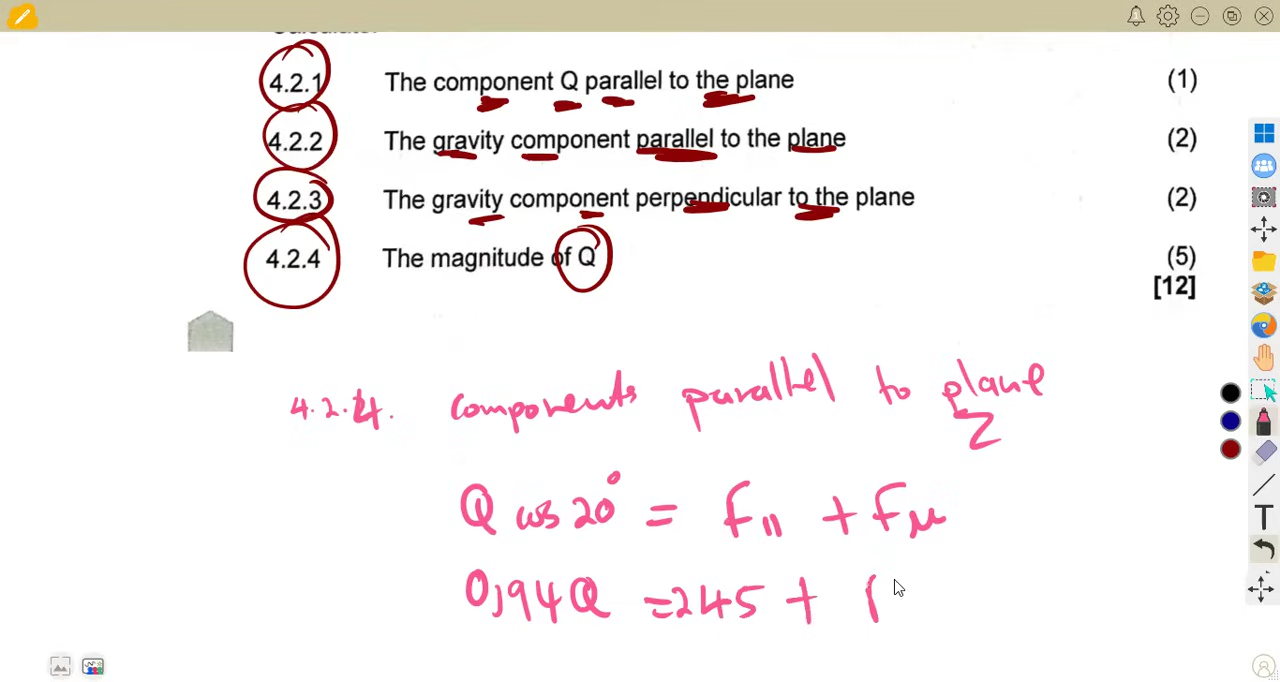 4.2.1 The component Q parallel to the plane (1)
4.2.2 The gravity component parallel to the plane (2)
4.2.3 The gravity component perpendicular to the plane (2)
4.2.4 The magnitude of Q (5)
[12]
4.2.4. components parallel to plane
Q cos 20° = F11 + Fμ
0,94Q = 245 + (
T